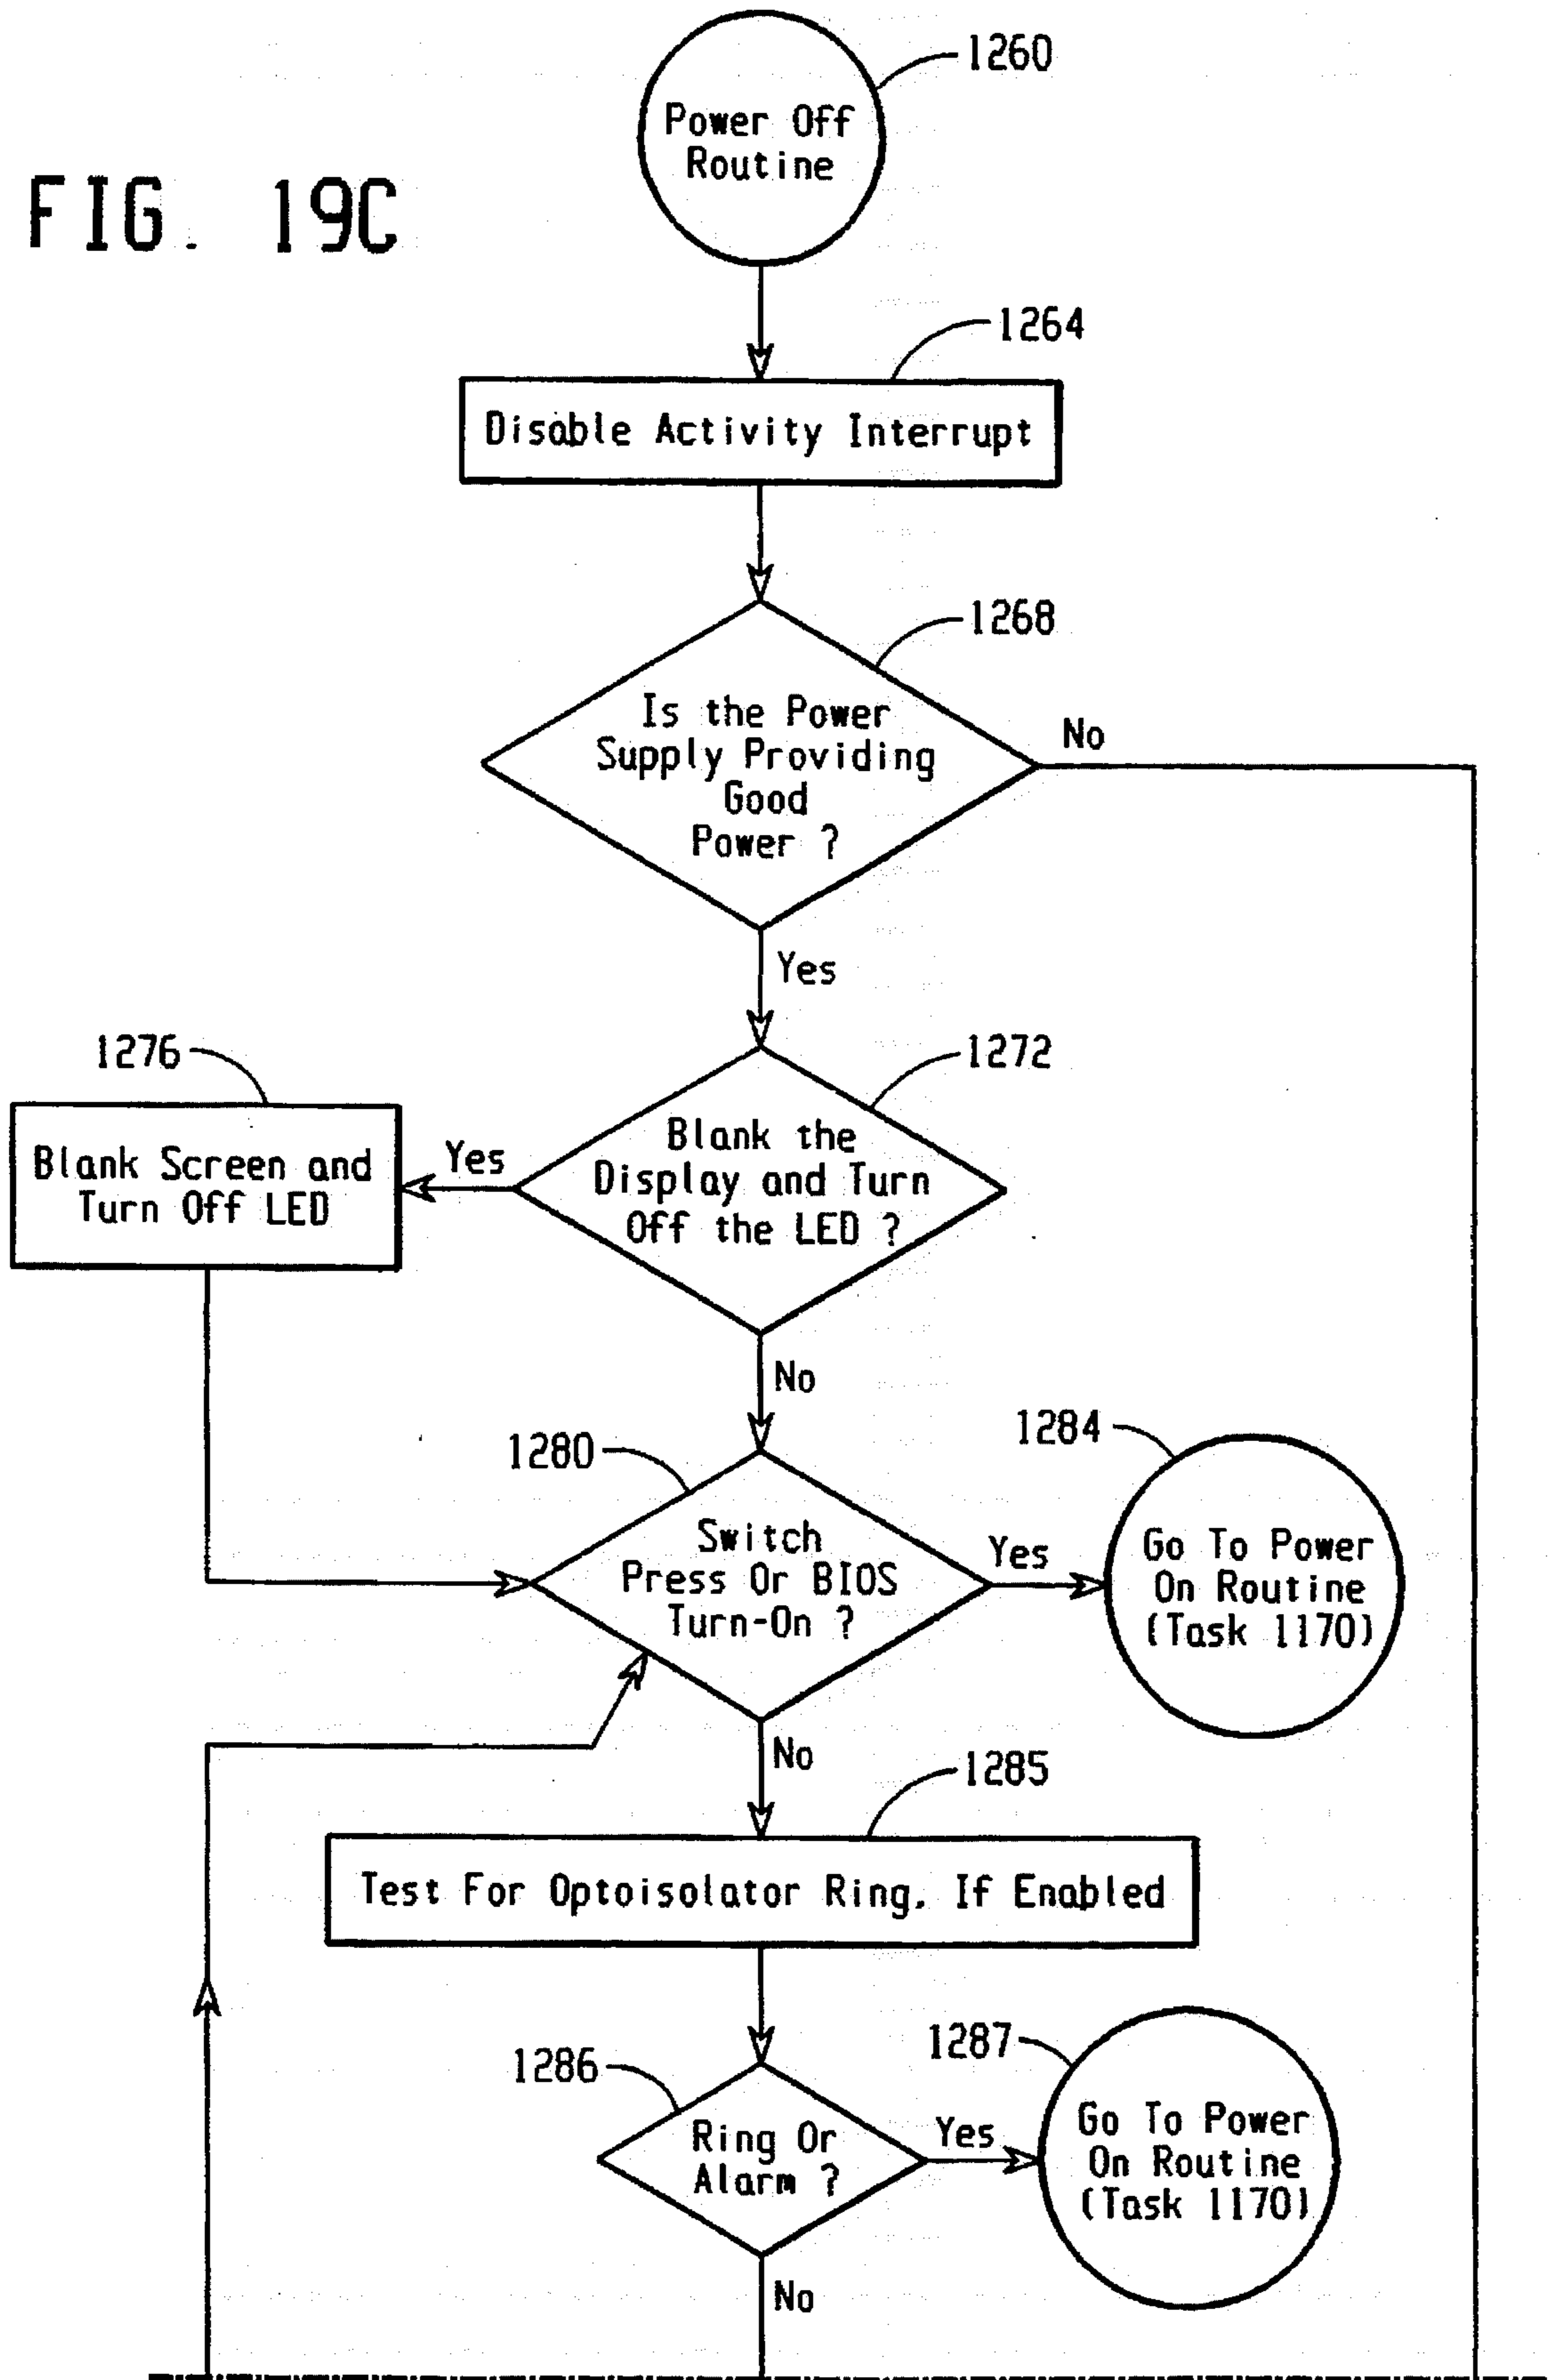 FIG. 19C
1260
Power Off
Routine
1264
Disable Activity Interrupt
1268
Is the Power
Supply Providing
Good
Power ?
No
Yes
1276
1272
Blank Screen and
Turn Off LED
Yes
Blank the
Display and Turn
Off the LED ?
No
1280
1284
Switch
Press Or BIOS
Turn-On ?
Yes
Go To Power
On Routine
(Task 1170)
No
1285
Test For Optoisolator Ring, If Enabled
1286
1287
Ring Or
Alarm ?
Yes
Go To Power
On Routine
(Task 1170)
No